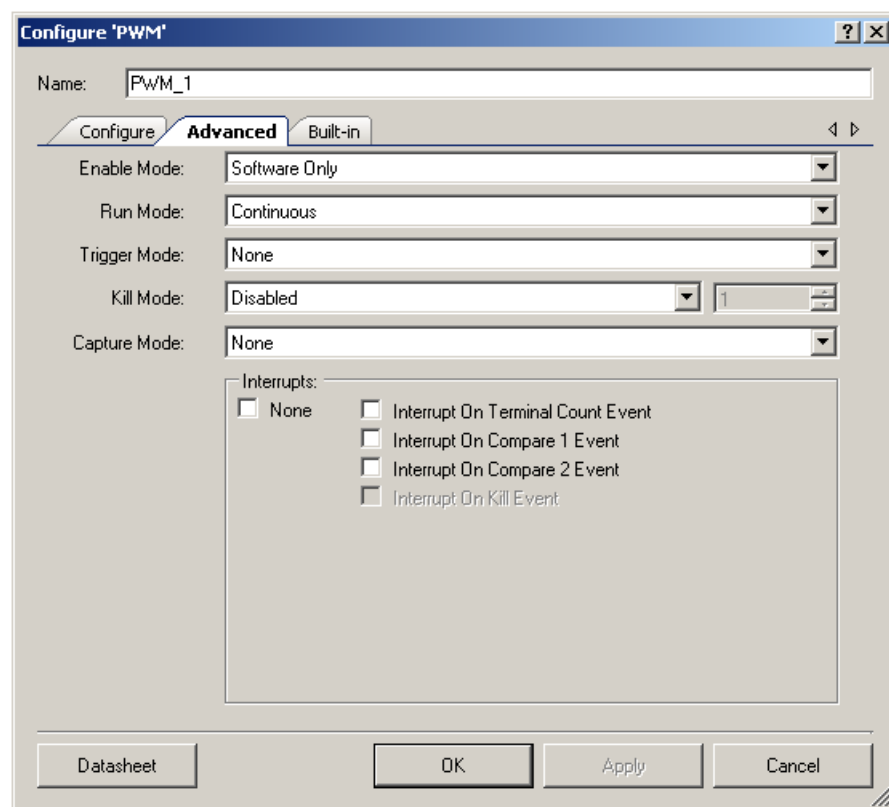 Configure 'PWM'
Name: PWM_1
Configure Advanced Built-in
Enable Mode: Software Only
Run Mode: Continuous
Trigger Mode: None
Kill Mode: Disabled 1
Capture Mode: None
Interrupts:
None Interrupt On Terminal Count Event
Interrupt On Compare 1 Event
Interrupt On Compare 2 Event
Interrupt On Kill Event
Datasheet OK Apply Cancel